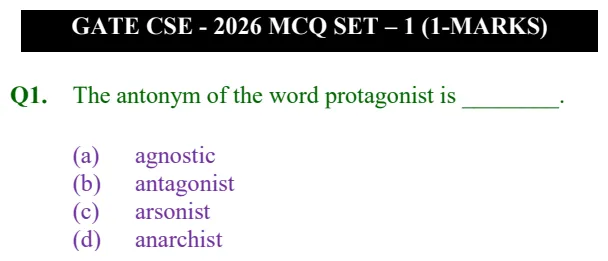 GATE CSE - 2026 MCQ SET – 1 (1-MARKS)
Q1. The antonym of the word protagonist is ________.
(a) agnostic
(b) antagonist
(c) arsonist
(d) anarchist